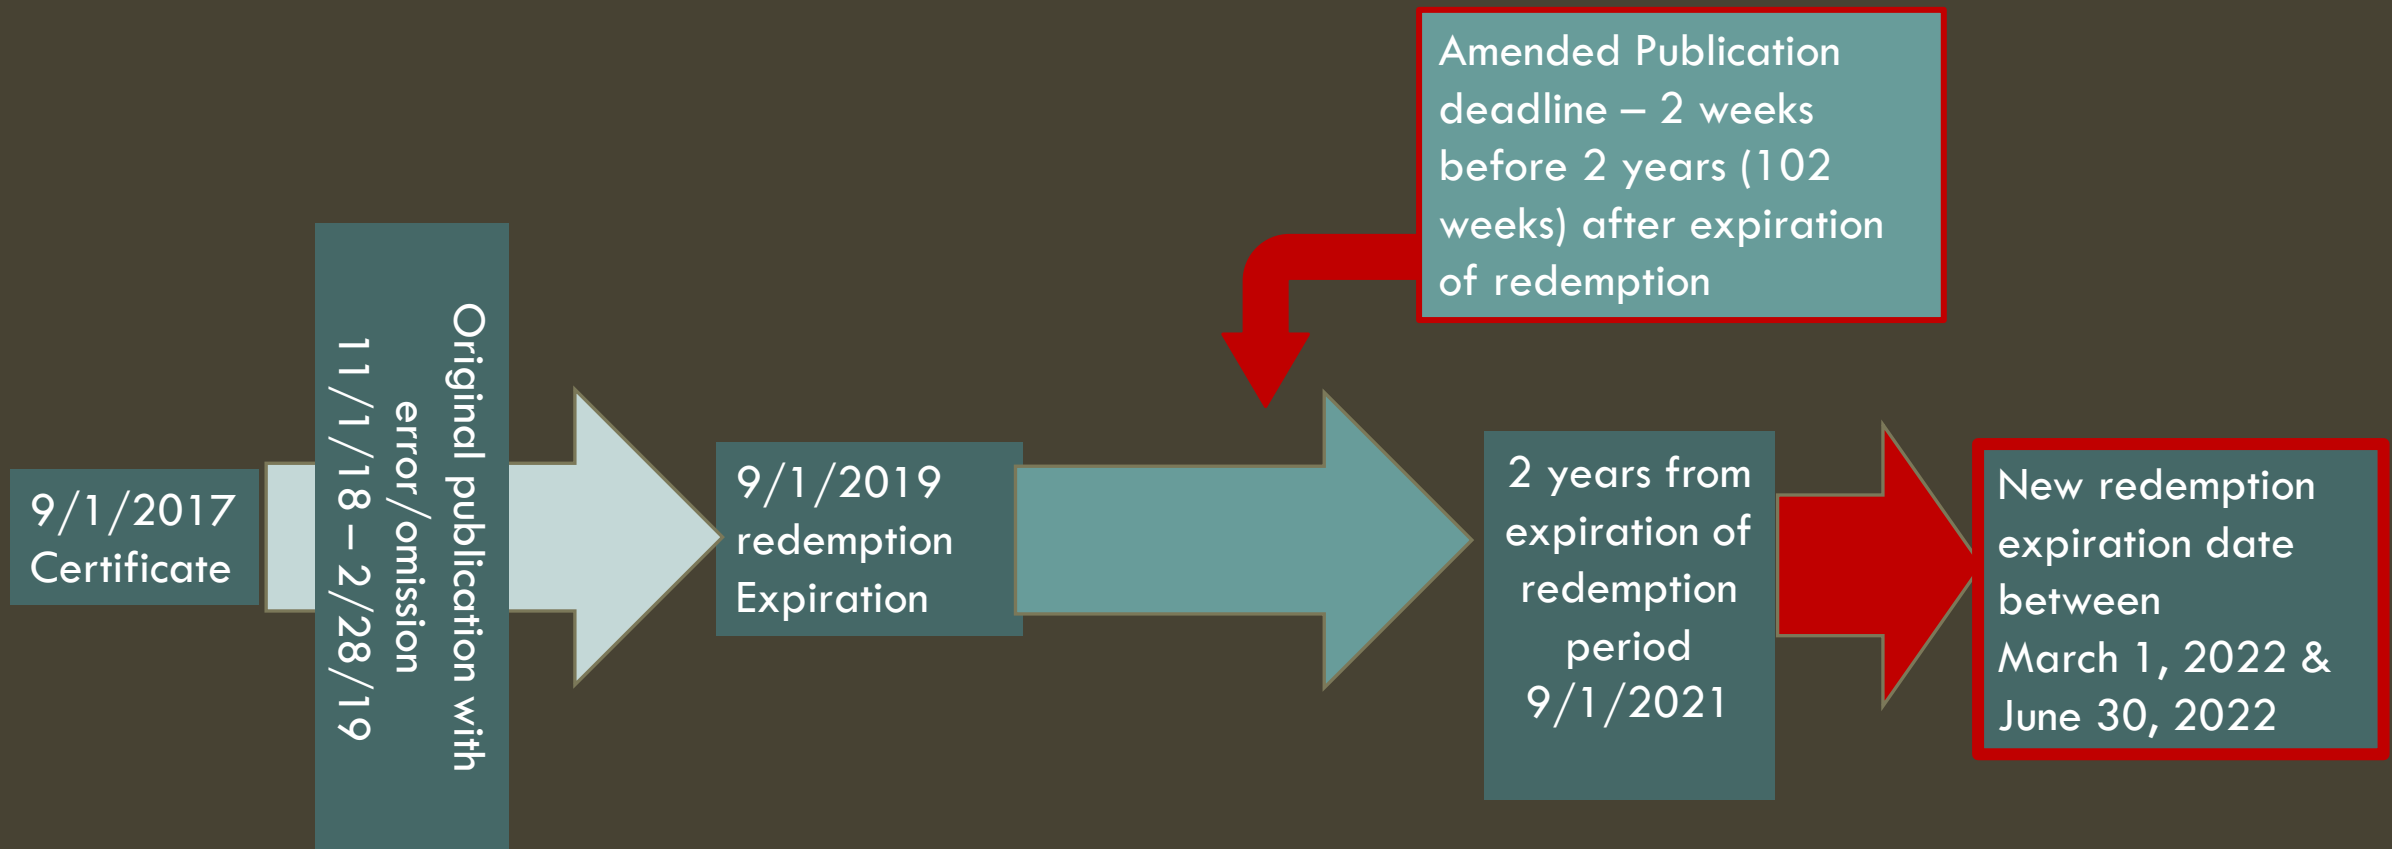 9/1/2017
Certificate
Original publication with
error/omission
11/1/18 – 2/28/19
9/1/2019
redemption
Expiration
Amended Publication
deadline – 2 weeks
before 2 years (102
weeks) after expiration
of redemption
2 years from
expiration of
redemption
period
9/1/2021
New redemption
expiration date
between
March 1, 2022 &
June 30, 2022